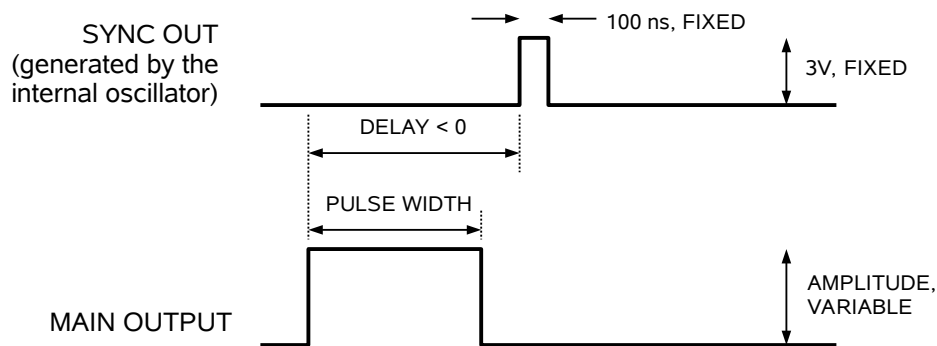 100 ns, FIXED
SYNC OUT
(generated by the
internal oscillator)
3V, FIXED
DELAY < 0
PULSE WIDTH
AMPLITUDE,
VARIABLE
MAIN OUTPUT